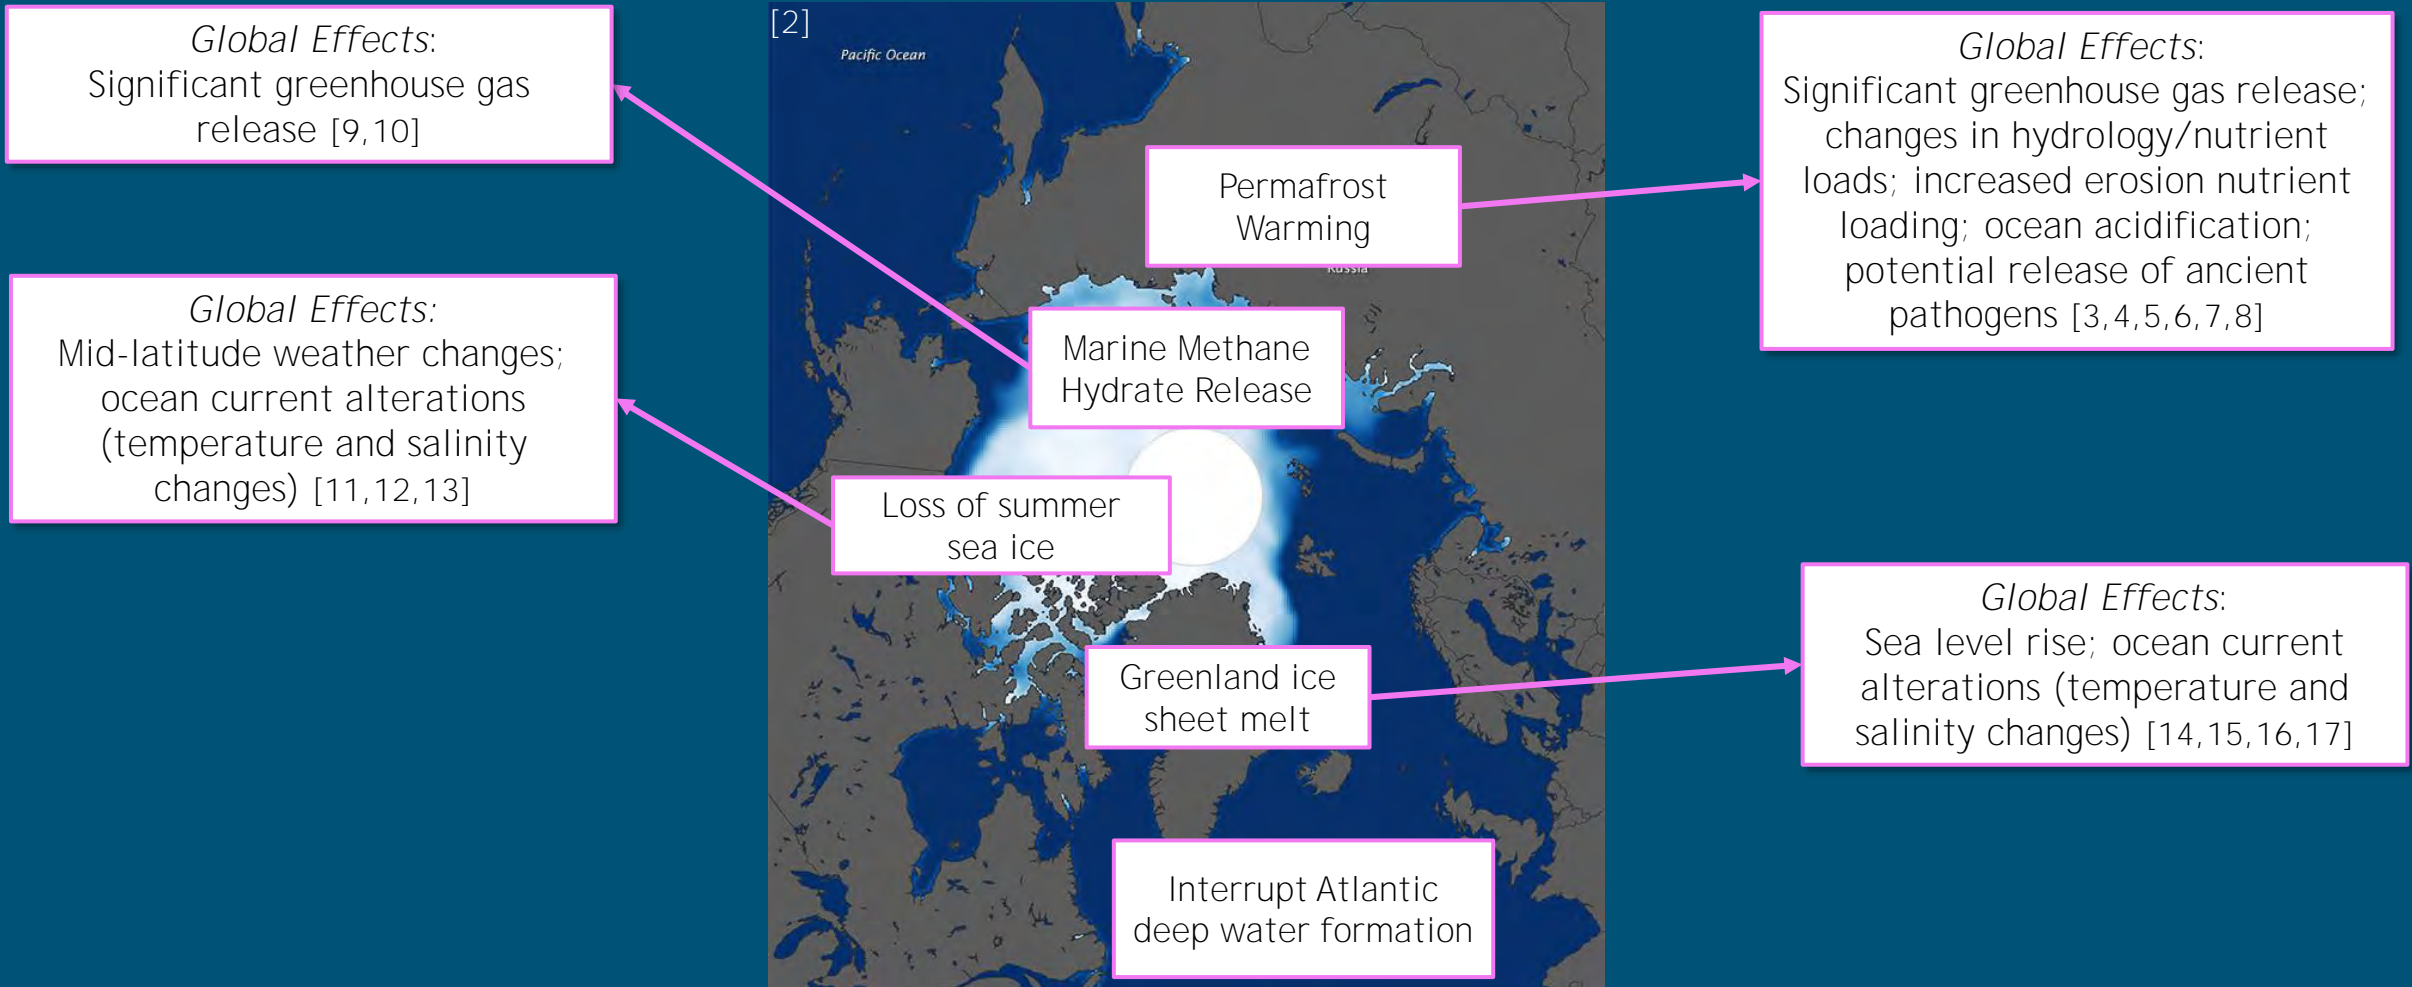 Global Effects:
Significant greenhouse gas
release [9,10]
[2]
Pacific Ocean
Global Effects:
Significant greenhouse gas release;
changes in hydrology/nutrient
loads; increased erosion nutrient
loading; ocean acidification;
potential release of ancient
pathogens [3,4,5,6,7,8]
Permafrost
Warming
Russia
Global Effects:
Mid-latitude weather changes;
ocean current alterations
(temperature and salinity
changes) [11,12,13]
Marine Methane
Hydrate Release
Loss of summer
sea ice
Greenland ice
sheet melt
Global Effects:
Sea level rise; ocean current
alterations (temperature and
salinity changes) [14,15,16,17]
Interrupt Atlantic
deep water formation